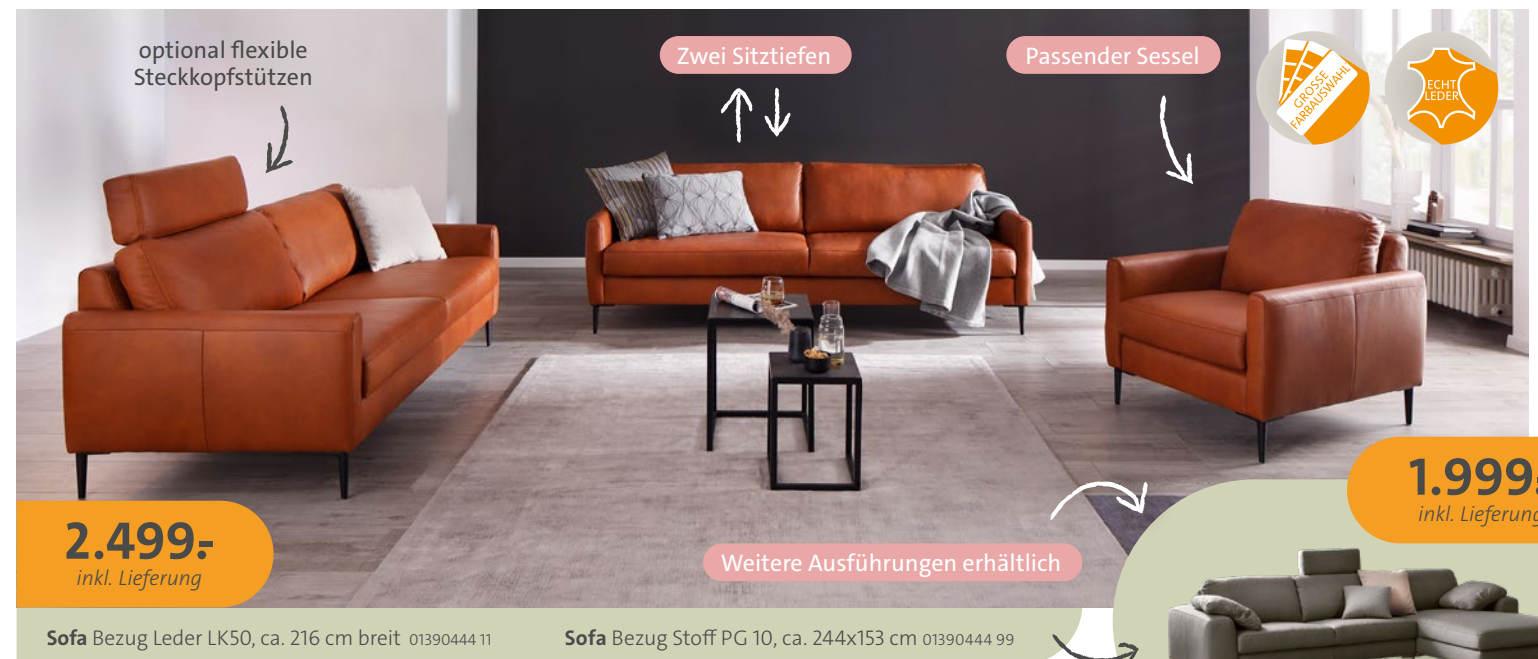 optional flexible
Steckkopfstützen
Zwei Sitztiefen
Passender Sessel
GROSSE
FARBAUSWAHL
ECHT
LEDER
2.499.-
inkl. Lieferung
1.999.
inkl. Lieferung
Weitere Ausführungen erhältlich
Sofa Bezug Leder LK50, ca. 216 cm breit 01390444 11
Sofa Bezug Stoff PG 10, ca. 244x153 cm 01390444 99